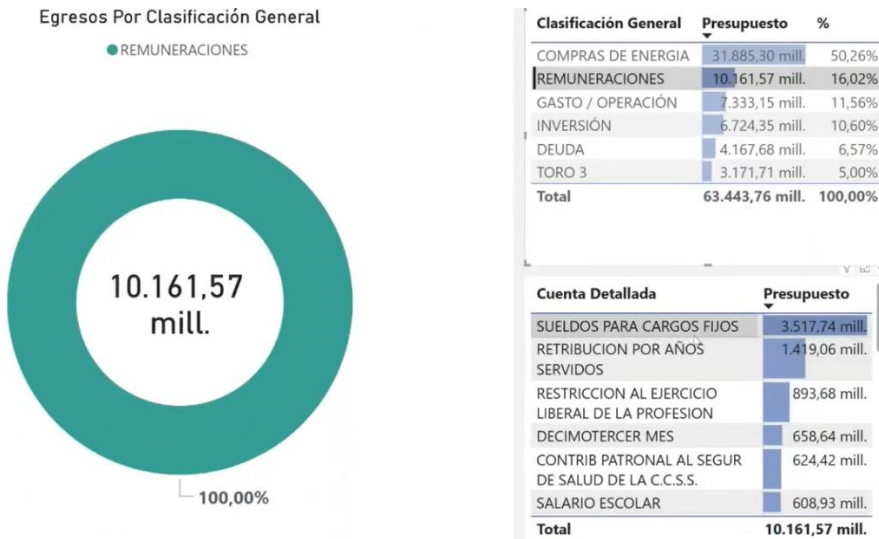 Egresos Por Clasificación General
REMUNERACIONES
10.161,57
mill.
100,00%
Clasificación General Presupuesto %
COMPRAS DE ENERGIA 31.885,30 mill. 50,26%
REMUNERACIONES 10.161,57 mill. 16,02%
GASTO / OPERACIÓN 7.333,15 mill. 11,56%
INVERSIÓN 6.724,35 mill. 10,60%
DEUDA 4.167,68 mill. 6,57%
TORO 3 3.171,71 mill. 5,00%
Total 63.443,76 mill. 100,00%
Cuenta Detallada Presupuesto
SUELDOS PARA CARGOS FIJOS 3.517,74 mill.
RETRIBUCION POR AÑOS 1.419,06 mill.
SERVIDOS
RESTRICCION AL EJERCICIO 893,68 mill.
LIBERAL DE LA PROFESION
DECIMOTERCER MES 658,64 mill.
CONTRIB PATRONAL AL SEGUR 624,42 mill.
DE SALUD DE LA C.C.S.S.
SALARIO ESCOLAR 608,93 mill.
Total 10.161,57 mill.